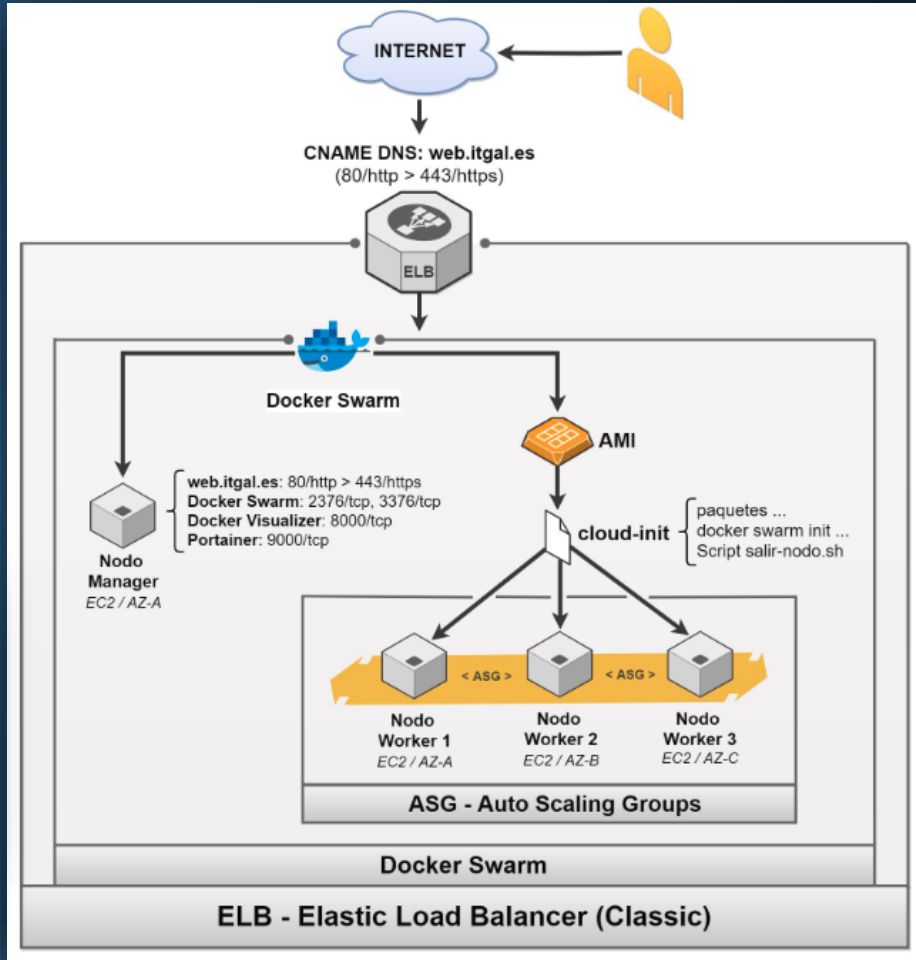 INTERNET
CNAME DNS: web.itgal.es
(80/http > 443/https)
ELB
Docker Swarm
AMI
web.itgal.es: 80/http > 443/https
Docker Swarm: 2376/tcp, 3376/tcp
Docker Visualizer: 8000/tcp
Portainer: 9000/tcp
Nodo
Manager
EC2 / AZ-A
cloud-init
paquetes ...
docker swarm init ...
Script salir-nodo.sh
< ASG >
< ASG >
Nodo
Worker 1
EC2 / AZ-A
Nodo
Worker 2
EC2 / AZ-B
Nodo
Worker 3
EC2 / AZ-C
ASG - Auto Scaling Groups
Docker Swarm
ELB - Elastic Load Balancer (Classic)